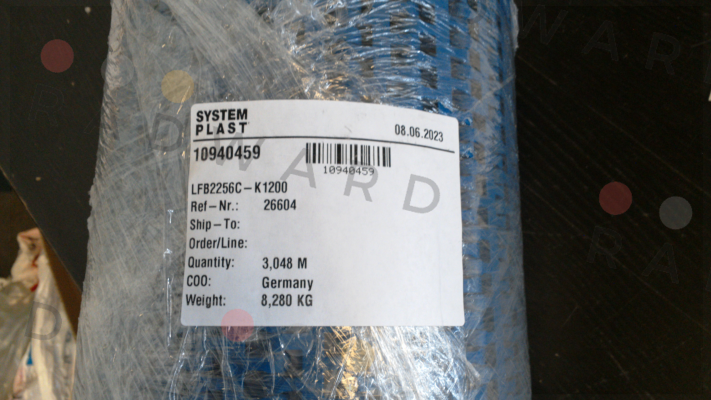 SYSTEM
PLAST
08.06.2023
10940459
10940459
LFB2256C-K1200
Ref-Nr.: 26604
Ship-To:
Order/Line:
Quantity: 3,048 M
COO: Germany
Weight: 8,280 KG